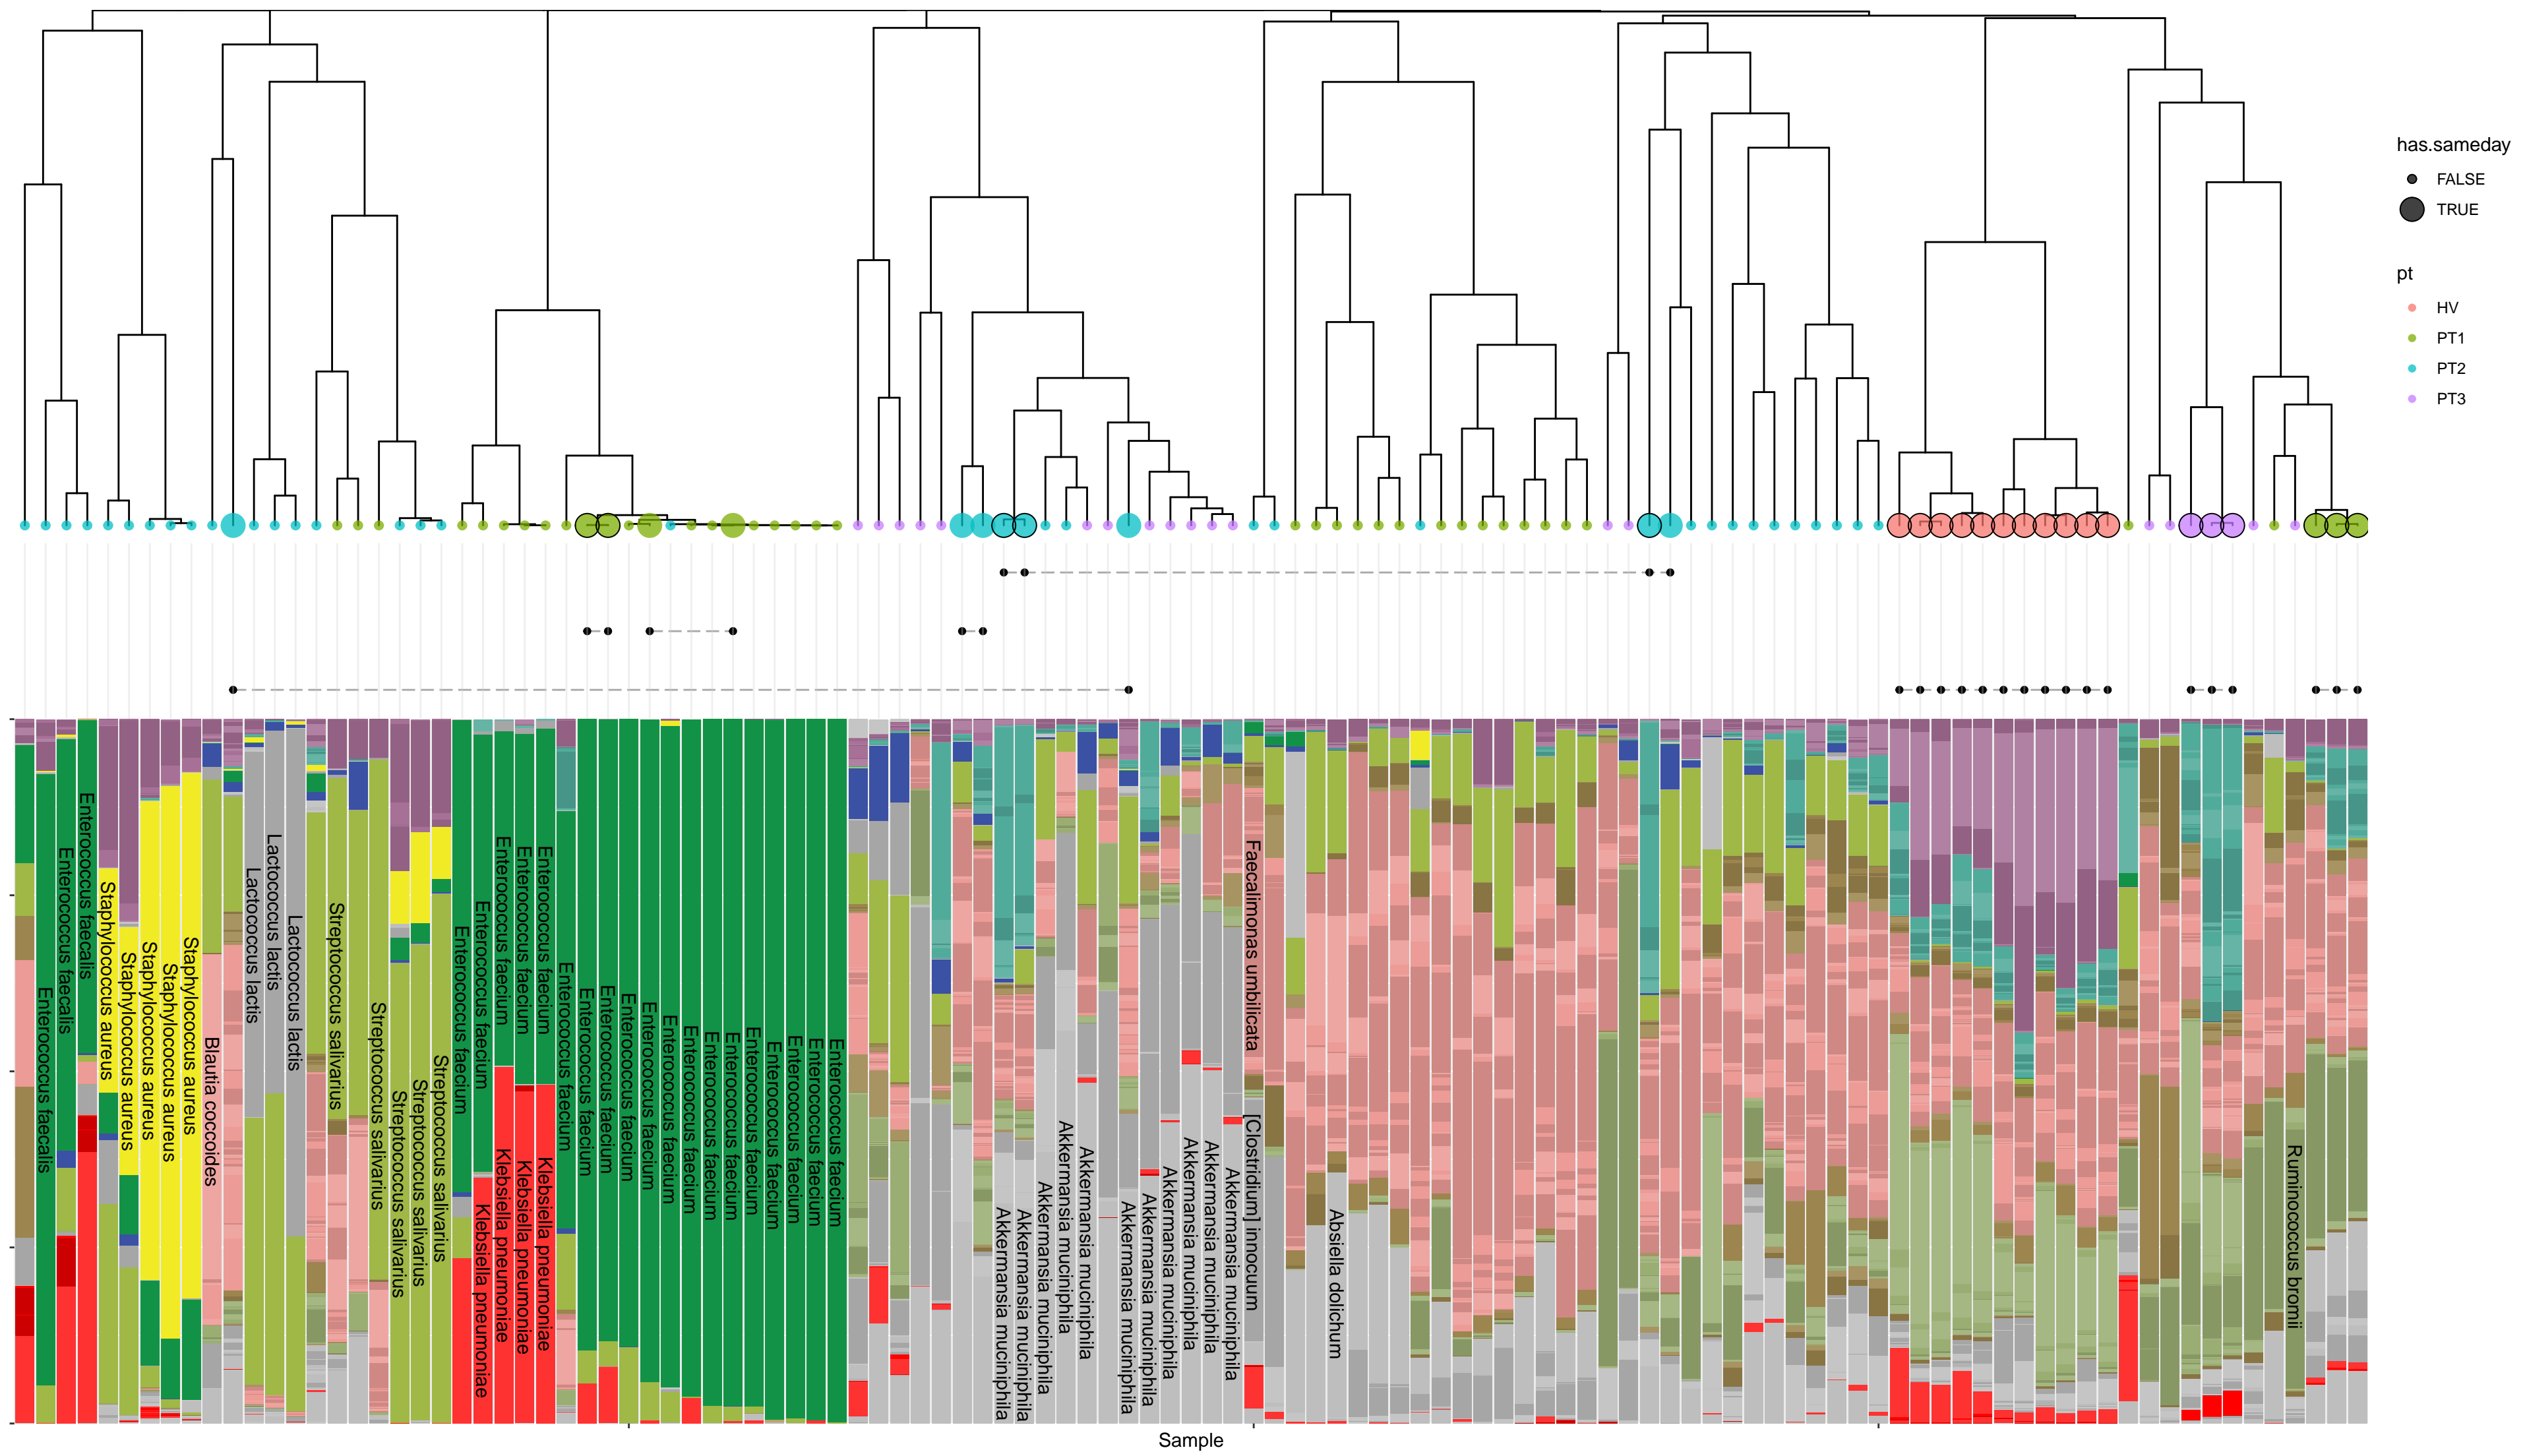 has.sameday
FALSE
TRUE
pt
HV
PT1
PT2
PT3
Enterococcus faecalis
Enterococcus faecalis
Enterococcus faecalis
Staphylococcus aureus
Staphylococcus aureus
Staphylococcus aureus
Staphylococcus aureus
Staphylococcus aureus
Blautia coccoides
Lactococcus lactis
Lactococcus lactis
Lactococcus lactis
Streptococcus salivarius
Streptococcus salivarius
Streptococcus salivarius
Streptococcus salivarius
Streptococcus salivarius
Enterococcus faecium
Enterococcus faecium
Klebsiella pneumoniae
Enterococcus faecium
Klebsiella pneumoniae
Enterococcus faecium
Klebsiella pneumoniae
Enterococcus faecium
Klebsiella pneumoniae
Enterococcus faecium
Enterococcus faecium
Enterococcus faecium
Enterococcus faecium
Enterococcus faecium
Enterococcus faecium
Enterococcus faecium
Enterococcus faecium
Enterococcus faecium
Enterococcus faecium
Enterococcus faecium
Enterococcus faecium
Enterococcus faecium
Enterococcus faecium
Akkermansia muciniphila
Akkermansia muciniphila
Akkermansia muciniphila
Akkermansia muciniphila
Akkermansia muciniphila
Akkermansia muciniphila
Akkermansia muciniphila
Akkermansia muciniphila
Akkermansia muciniphila
Akkermansia muciniphila
Akkermansia muciniphila
Faecalimonas umbilicata
[Clostridium] innocuum
Absiella dolichum
Ruminococcus bromii
Sample